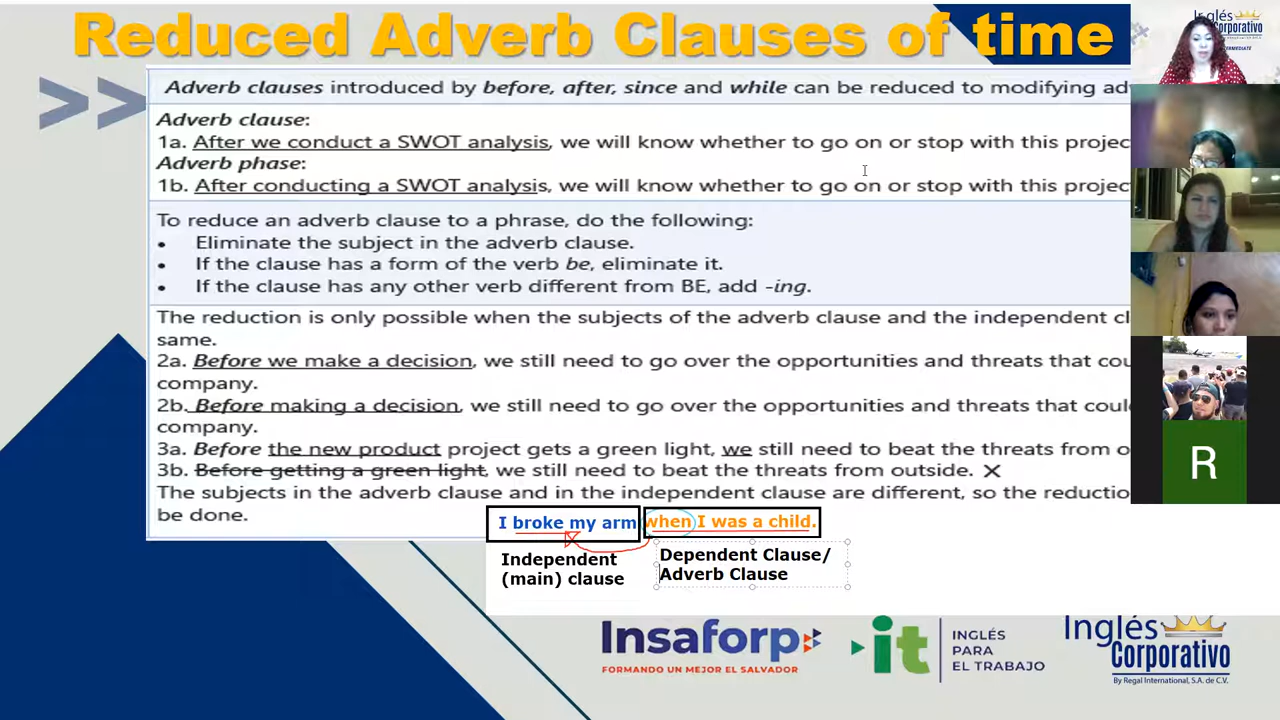 Reduced Adverb Clauses of time
Adverb clauses introduced by before, after, since and while can be reduced to modifying adv
Adverb clause:
1a. After we conduct a SWOT analysis, we will know whether to go on or stop with this projec
Adverb phase:
1b. After conducting a SWOT analysis, we will know whether to go on or stop with this projec
To reduce an adverb clause to a phrase, do the following:
• Eliminate the subject in the adverb clause.
• If the clause has a form of the verb be, eliminate it.
• If the clause has any other verb different from BE, add -ing.
The reduction is only possible when the subjects of the adverb clause and the independent cl
same.
2a. Before we make a decision, we still need to go over the opportunities and threats that cou
company.
2b. Before making a decision, we still need to go over the opportunities and threats that coul
company.
3a. Before the new product project gets a green light, we still need to beat the threats from o
3b. Before getting a green light, we still need to beat the threats from outside. X
The subjects in the adverb clause and in the independent clause are different, so the reductio
be done.
I broke my arm when I was a child.
Independent
(main) clause
Dependent Clause/
Adverb Clause
Insaforp
FORMANDO UN MEJOR EL SALVADOR
it
INGLÉS
PARA
EL TRABAJO
Inglés
Corporativo
By Regal International, S.A. de C.V.
Inglés
Corporativo
R